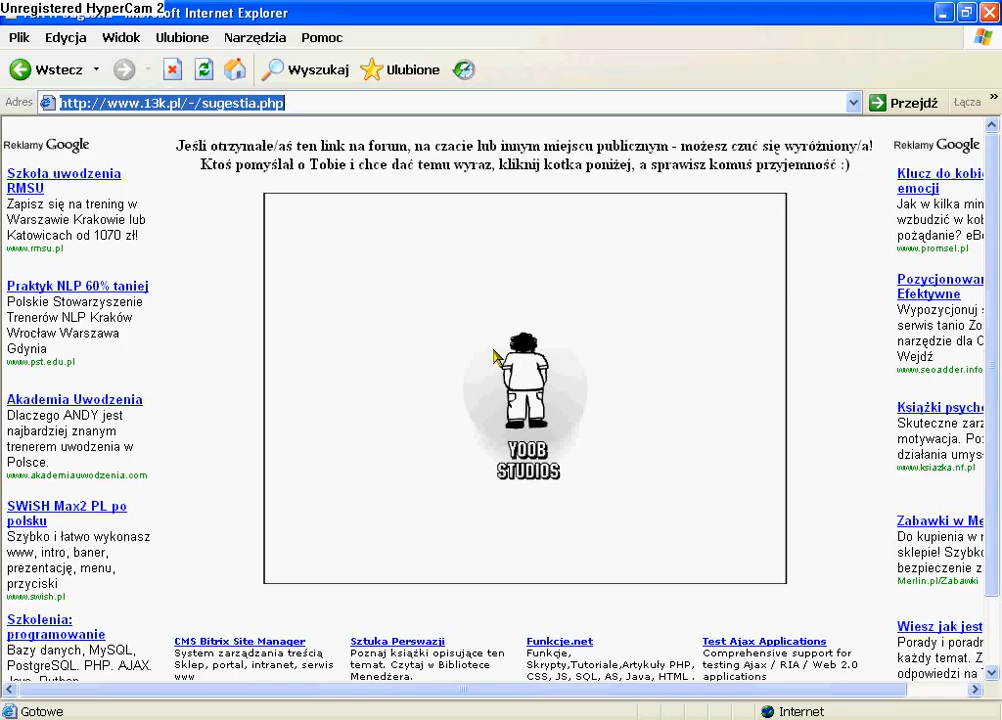 Unregistered HyperCam 2
Microsoft Internet Explorer
Plik Edycja Widok Ulubione Narzędzia Pomoc
Wstecz Wyszukaj Ulubione
Adres http://www.13k.pl/-/sugestia.php Przejdź Łącza »
Reklamy Google
Szkoła uwodzenia
RMSU
Zapisz się na trening w
Warszawie Krakowie lub
Katowicach od 1070 zł!
www.rmsu.pl
Praktyk NLP 60% taniej
Polskie Stowarzyszenie
Trenerów NLP Kraków
Wrocław Warszawa
Gdynia
www.pst.edu.pl
Akademia Uwodzenia
Dlaczego ANDY jest
najbardziej znanym
trenerem uwodzenia w
Polsce.
www.akademiauwodzenia.com
SWiSH Max2 PL po
polsku
Szybko i łatwo wykonasz
www, intro, baner,
prezentację, menu,
przyciski
www.swish.pl
Szkolenia:
programowanie
Bazy danych, MySQL,
PostgreSQL. PHP. AJAX.
Jeśli otrzymałe/aś ten link na forum, na czacie lub innym miejscu publicznym - możesz czuć się wyróżniony/a!
Ktoś pomyślał o Tobie i chce dać temu wyraz, kliknij kotka poniżej, a sprawisz komuś przyjemność :)
YOOB
STUDIOS
CMS Bitrix Site Manager
System zarządzania treścią
Sklep, portal, intranet, serwis
www
Sztuka Perswazji
Poznaj książki opisujące ten
temat. Czytaj w Bibliotece
Menedżera.
Funkcje.net
Funkcje,
Skrypty,Tutoriale,Artykuły PHP,
CSS, JS, SQL, AS, Java, HTML .
Test Ajax Applications
Comprehensive support for
testing Ajax / RIA / Web 2.0
applications
Reklamy Google
Klucz do kobi
emocji
Jak w kilka min
wzbudzić w ko
pożądanie? eB
www.promsel.pl
Pozycjonowan
Efektywne
Wypozycjonuj
serwis tanio Zo
narzędzie dla C
Wejdź
www.seoadder.info
Książki psych
Skuteczne zarz
motywacja. Po
działania umys
www.ksiazka.nf.pl
Zabawki w Me
Do kupienia w n
sklepie! Szybko
bezpieczenie z
Merlin.pl/Zabawki
Wiesz jak jest
Porady i porad
każdy temat. Z
odpowiedzi na
Gotowe Internet